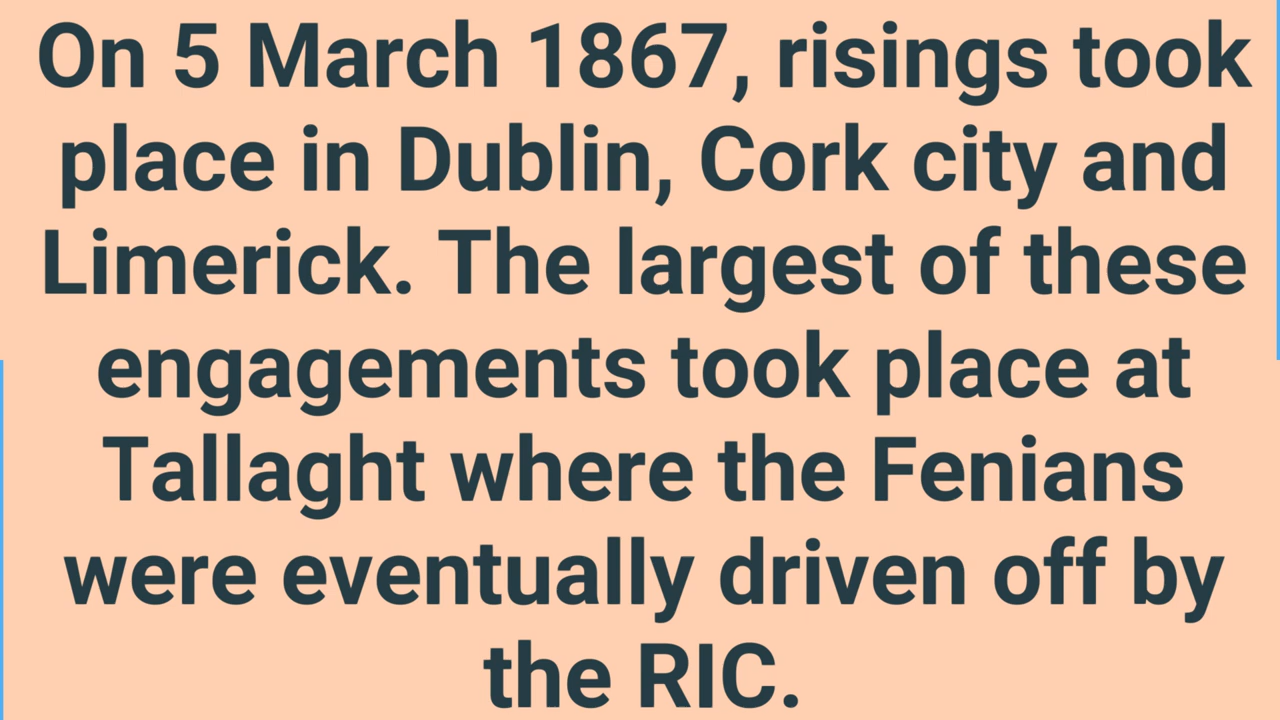 On 5 March 1867, risings took
place in Dublin, Cork city and
Limerick. The largest of these
engagements took place at
Tallaght where the Fenians
were eventually driven off by
the RIC.